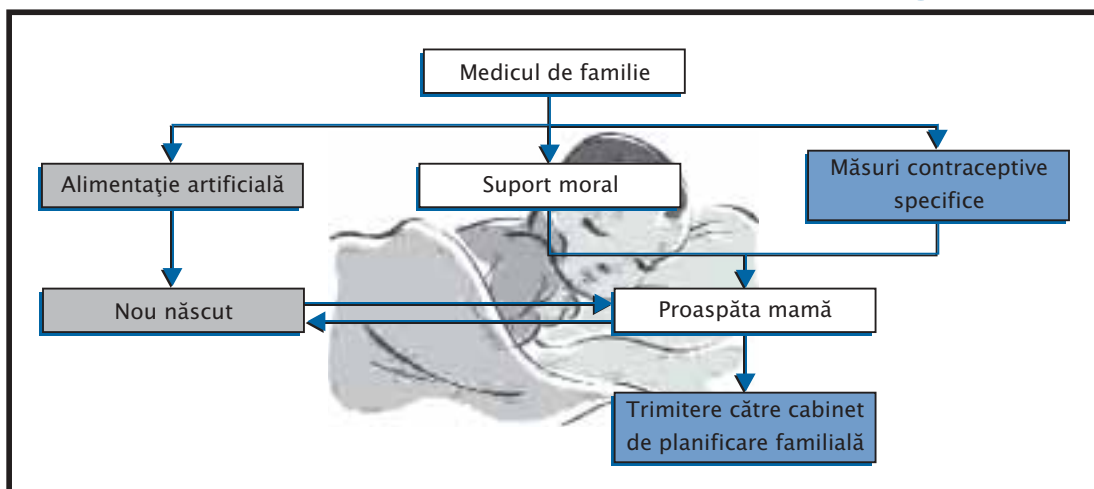 Medicul de familie
Alimentaţie artificială
Suport moral
Măsuri contraceptive
specifice
Nou născut
Proaspăta mamă
Trimitere către cabinet
de planificare familială